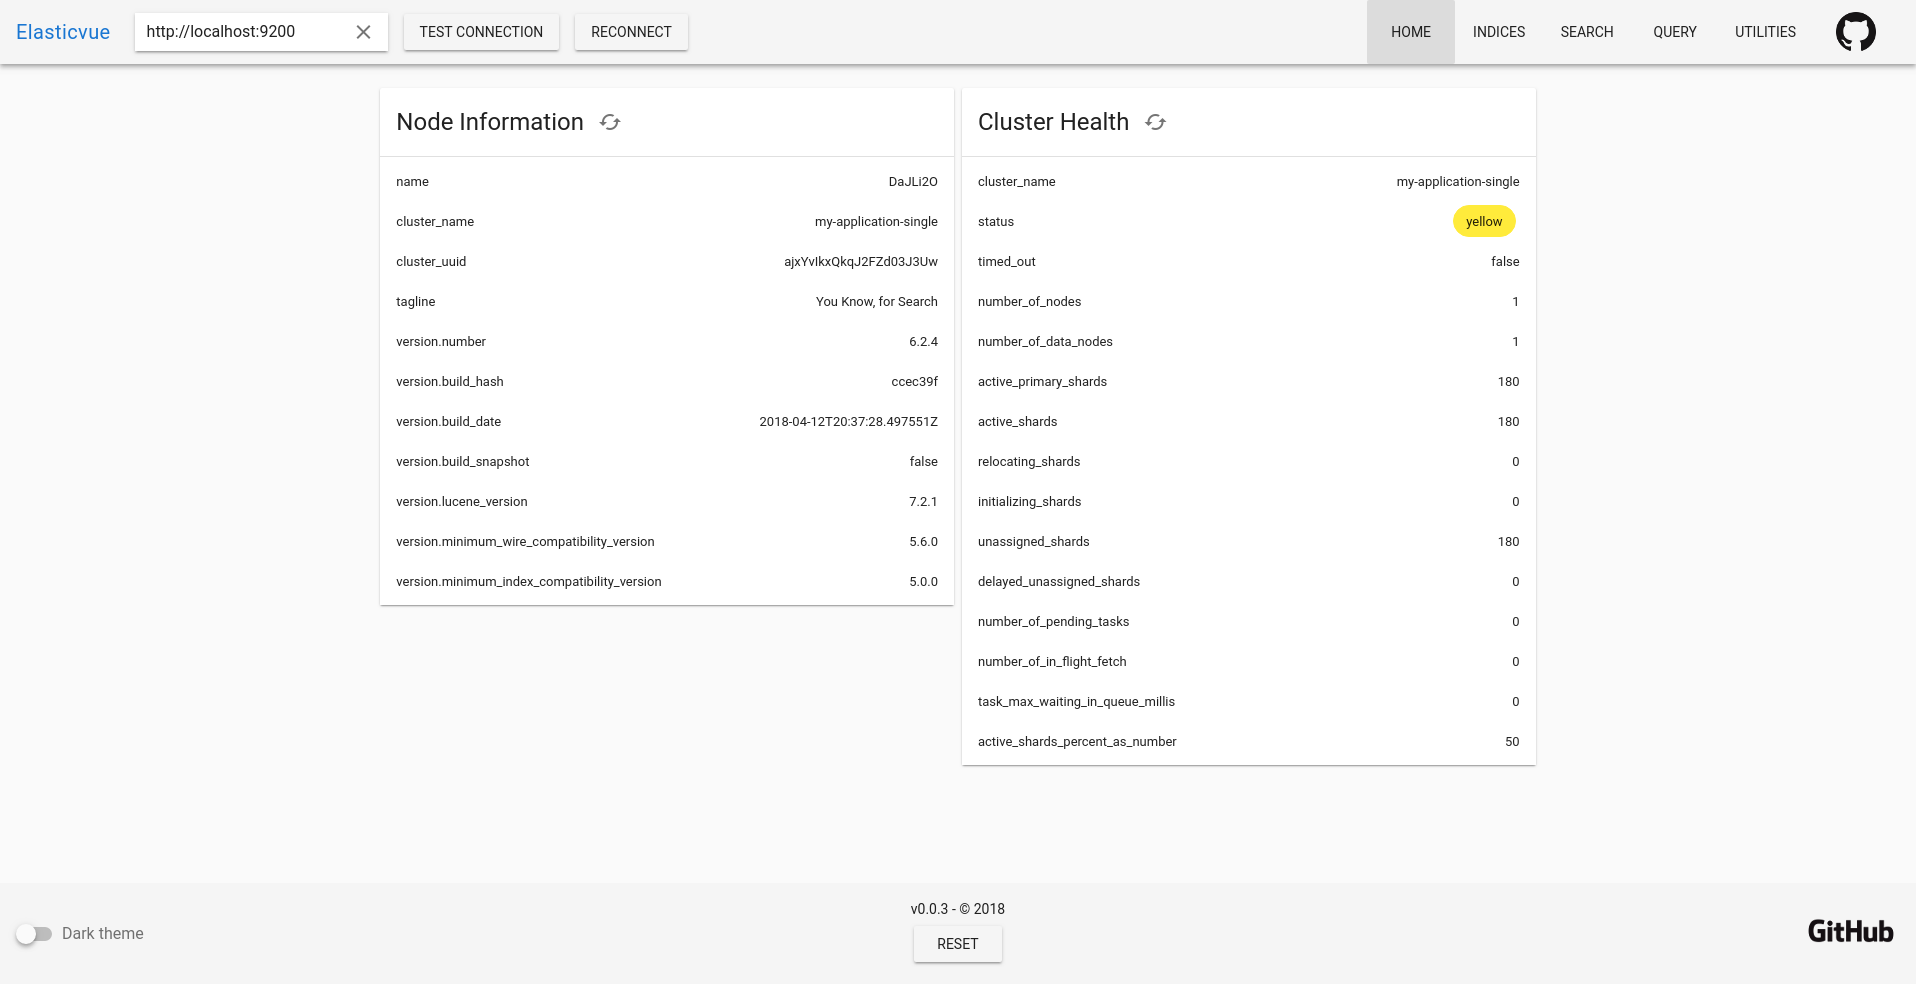 Elasticvue http://localhost:9200 TEST CONNECTION RECONNECT HOME INDICES SEARCH QUERY UTILITIES
Node Information
name DaJLi2O
cluster_name my-application-single
cluster_uuid ajxYvIkxQkqJ2FZd03J3Uw
tagline You Know, for Search
version.number 6.2.4
version.build_hash ccec39f
version.build_date 2018-04-12T20:37:28.497551Z
version.build_snapshot false
version.lucene_version 7.2.1
version.minimum_wire_compatibility_version 5.6.0
version.minimum_index_compatibility_version 5.0.0
Cluster Health
cluster_name my-application-single
status yellow
timed_out false
number_of_nodes 1
number_of_data_nodes 1
active_primary_shards 180
active_shards 180
relocating_shards 0
initializing_shards 0
unassigned_shards 180
delayed_unassigned_shards 0
number_of_pending_tasks 0
number_of_in_flight_fetch 0
task_max_waiting_in_queue_millis 0
active_shards_percent_as_number 50
Dark theme
v0.0.3 - © 2018
RESET
GitHub